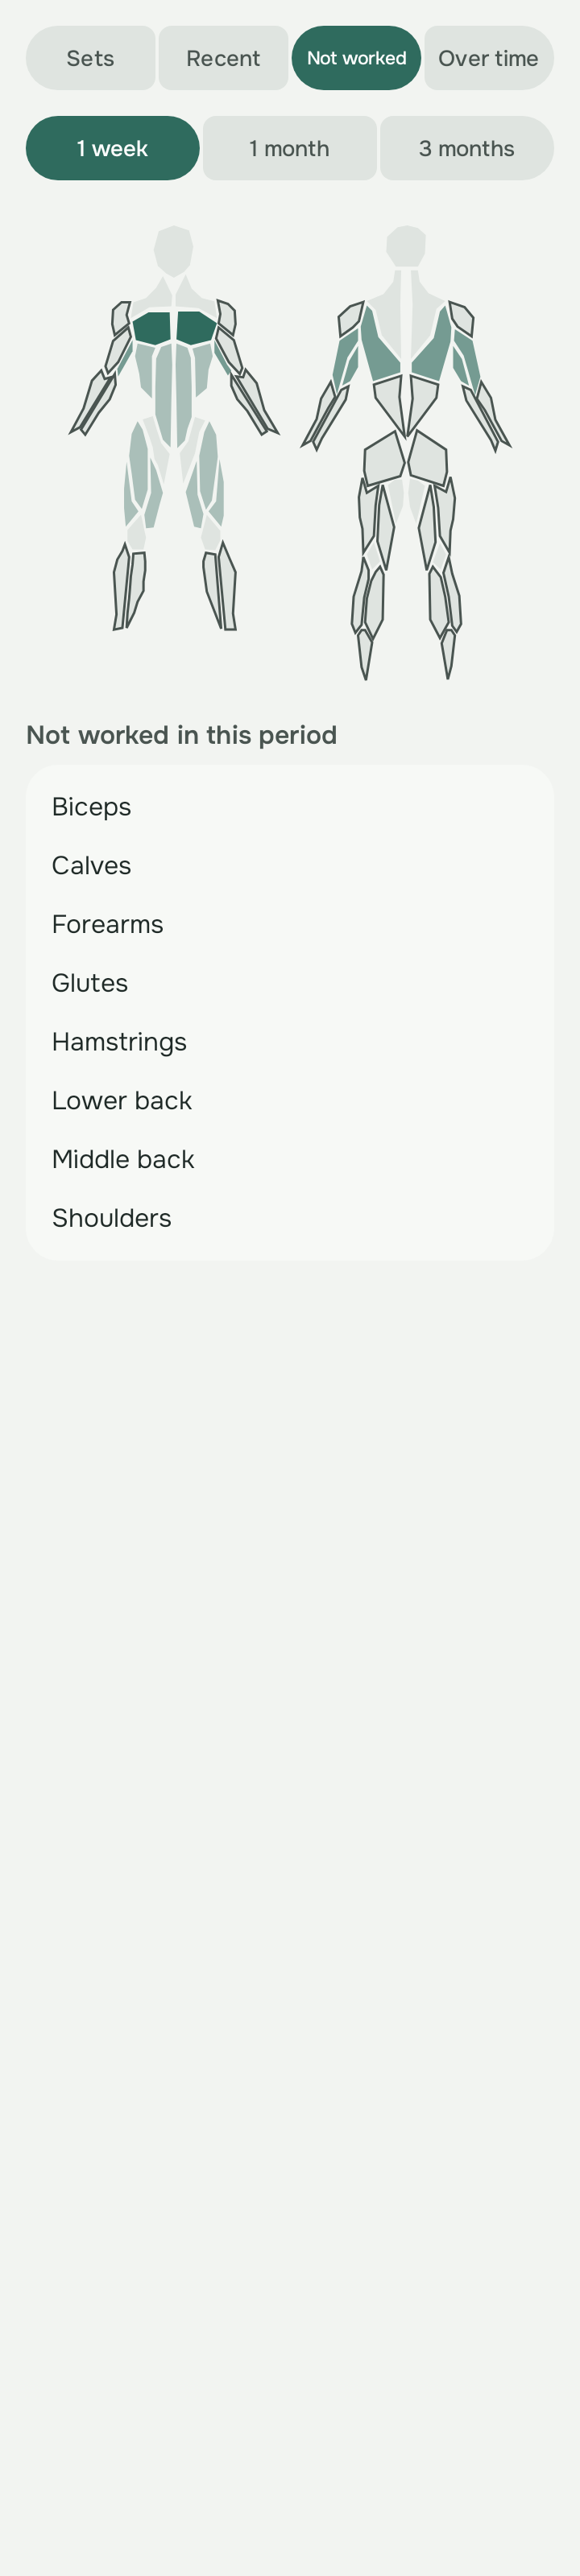 Sets
Recent
Not worked
Over time
1 week
1 month
3 months
Not worked in this period
Biceps
Calves
Forearms
Glutes
Hamstrings
Lower back
Middle back
Shoulders